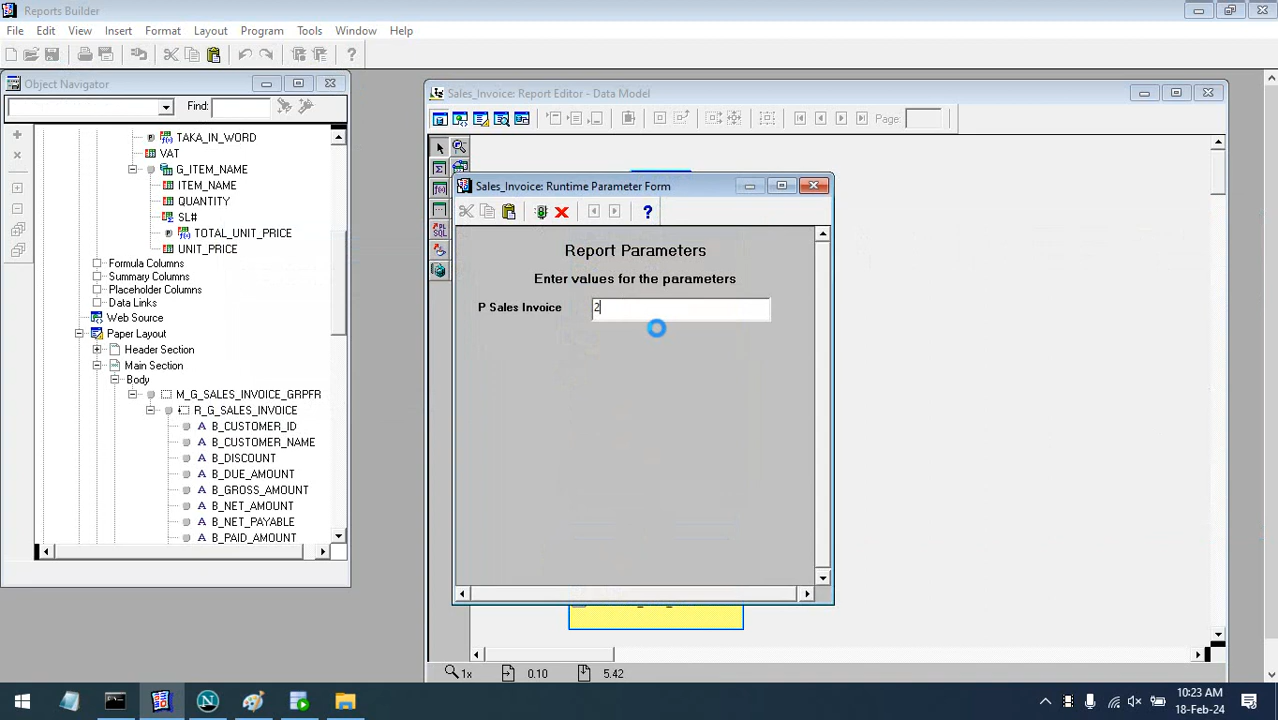 Reports Builder
File Edit View Insert Format Layout Program Tools Window Help
Object Navigator
Find:
TAKA_IN_WORD
VAT
G_ITEM_NAME
ITEM_NAME
QUANTITY
SL#
TOTAL_UNIT_PRICE
UNIT_PRICE
Formula Columns
Summary Columns
Placeholder Columns
Data Links
Web Source
Paper Layout
Header Section
Main Section
Body
M_G_SALES_INVOICE_GRPFR
R_G_SALES_INVOICE
B_CUSTOMER_ID
B_CUSTOMER_NAME
B_DISCOUNT
B_DUE_AMOUNT
B_GROSS_AMOUNT
B_NET_AMOUNT
B_NET_PAYABLE
B_PAID_AMOUNT
Sales_Invoice: Report Editor - Data Model
Page:
PL
SQL
Sales_Invoice: Runtime Parameter Form
Report Parameters
Enter values for the parameters
P Sales Invoice 2
1x 0.10 5.42
10:23 AM
18-Feb-24